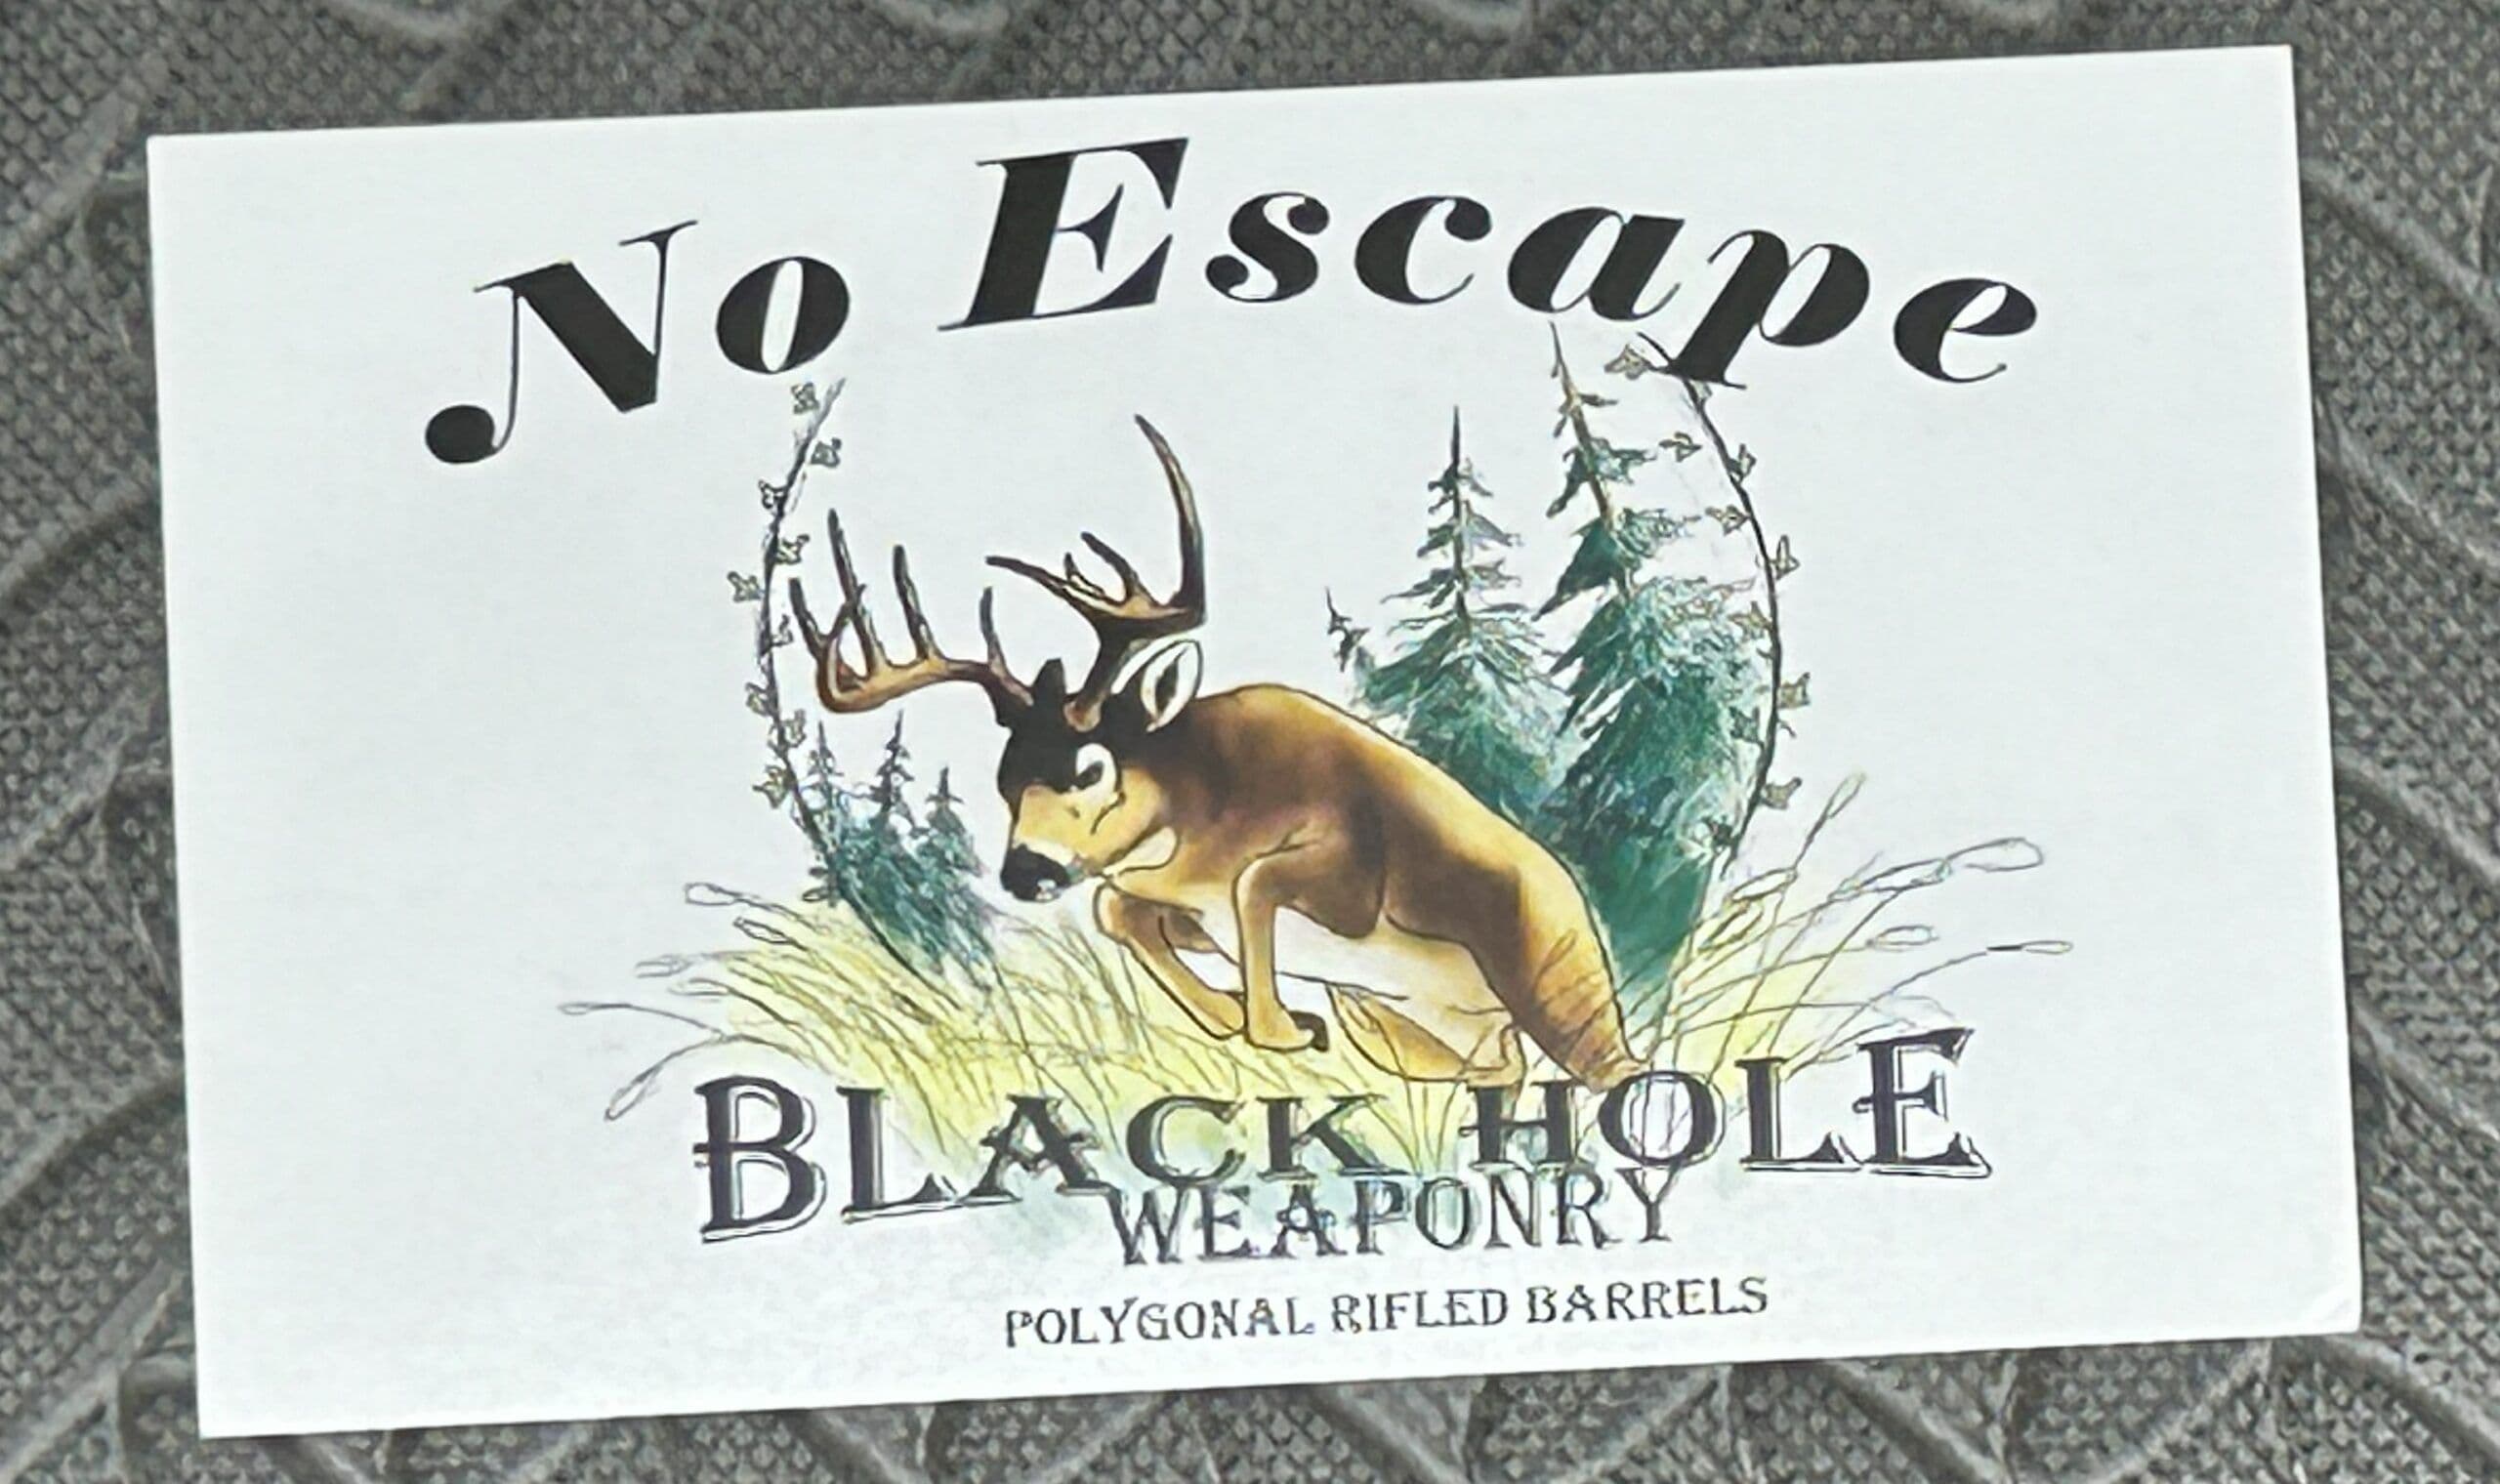 No Escape
BLACK HOLE
WEAPONRY
POLYGONAL RIFLED BARRELS